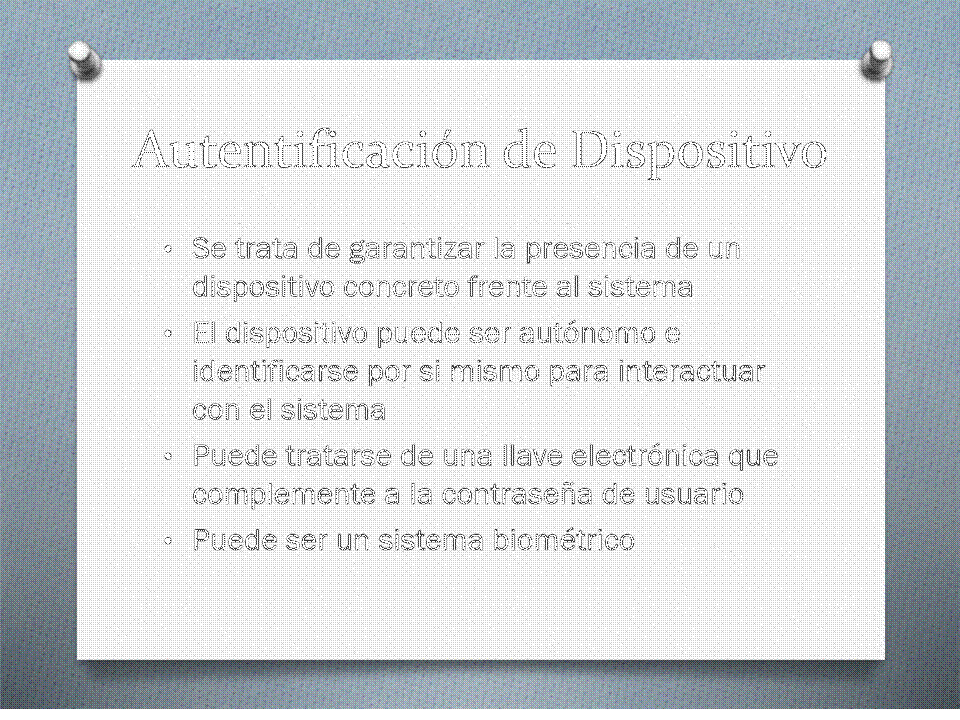 Autentificación de Dispositivo
• Se trata de garantizar la presencia de un
dispositivo concreto frente al sistema
• El dispositivo puede ser autónomo e
identificarse por si mismo para interactuar
con el sistema
• Puede tratarse de una llave electrónica que
complemente a la contraseña de usuario
• Puede ser un sistema biométrico